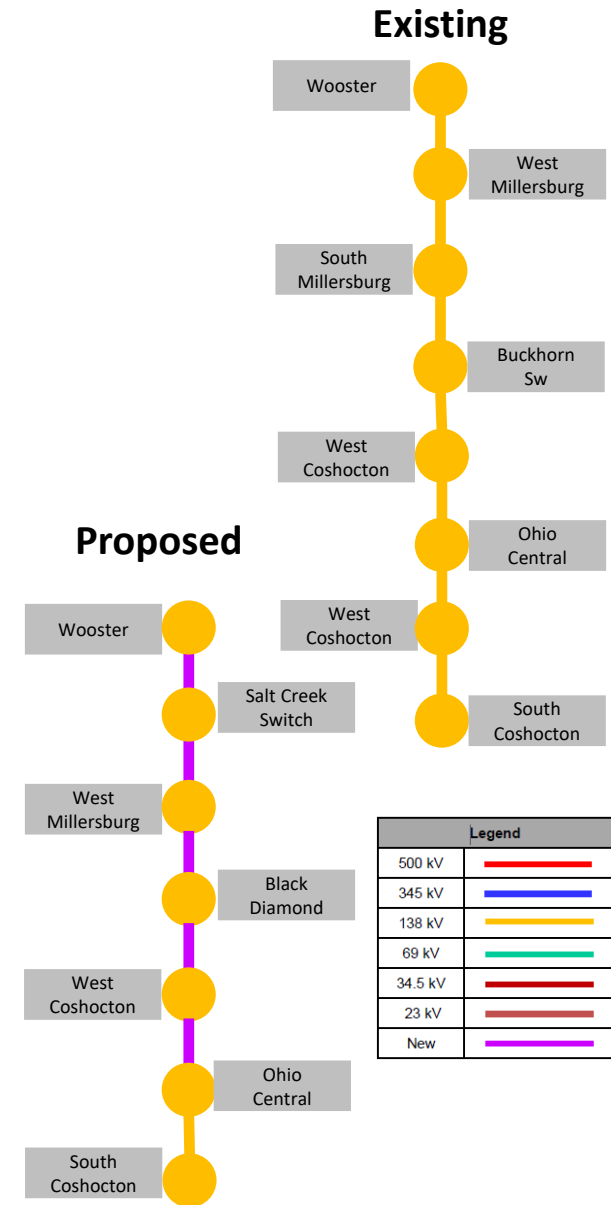 Existing
Wooster
West
Millersburg
South
Millersburg
Buckhorn
Sw
West
Coshocton
Ohio
Central
West
Coshocton
South
Coshocton
Proposed
Wooster
Salt Creek
Switch
West
Millersburg
Black
Diamond
West
Coshocton
Ohio
Central
South
Coshocton
Legend
500 kV
345 kV
138 kV
69 kV
34.5 kV
23 kV
New